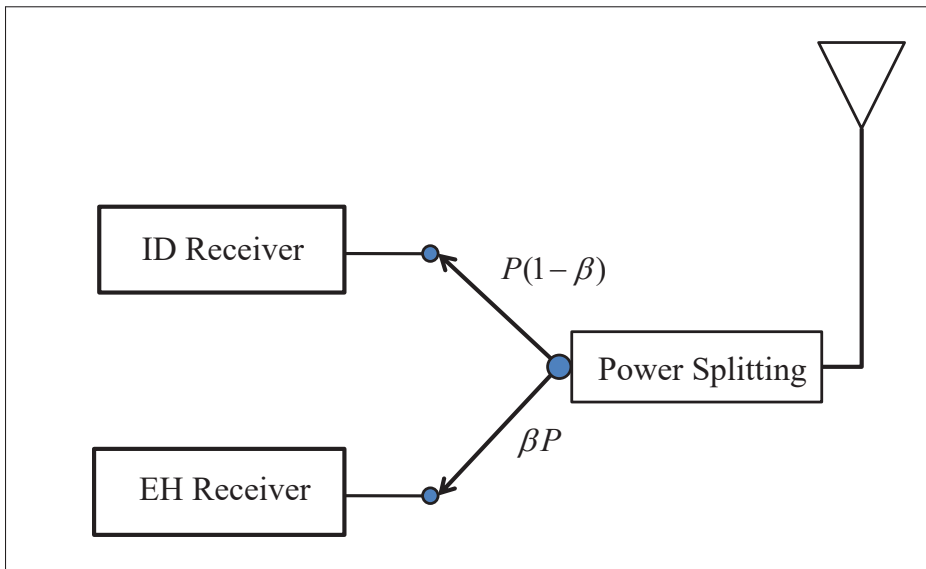 ID Receiver
P(1 − β)
Power Splitting
βP
EH Receiver